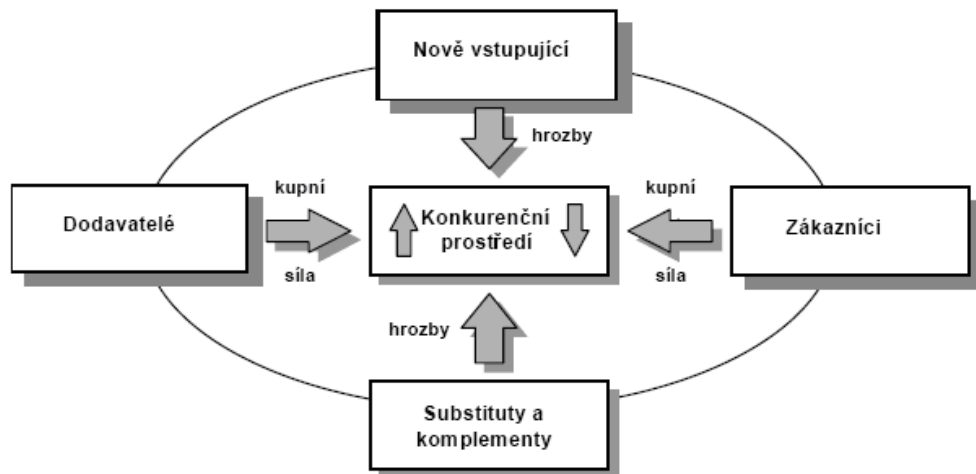 Nově vstupující
hrozby
kupní
síla
Dodavatelé
Konkurenční
prostředí
kupní
síla
Zákazníci
hrozby
Substituty a
komplementy